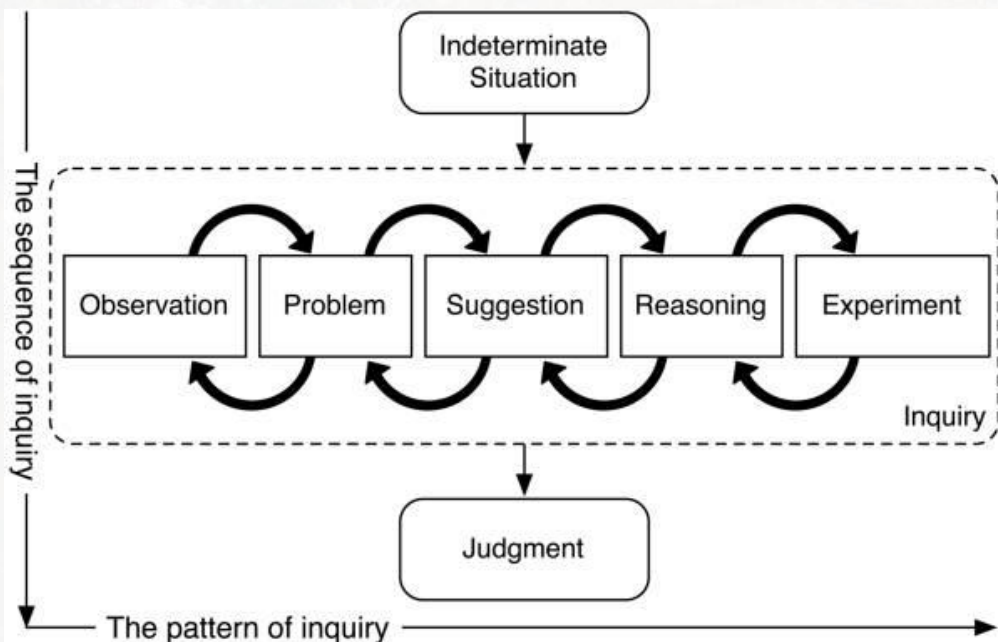 Indeterminate
Situation
The sequence of inquiry
Observation
Problem
Suggestion
Reasoning
Experiment
Inquiry
Judgment
The pattern of inquiry